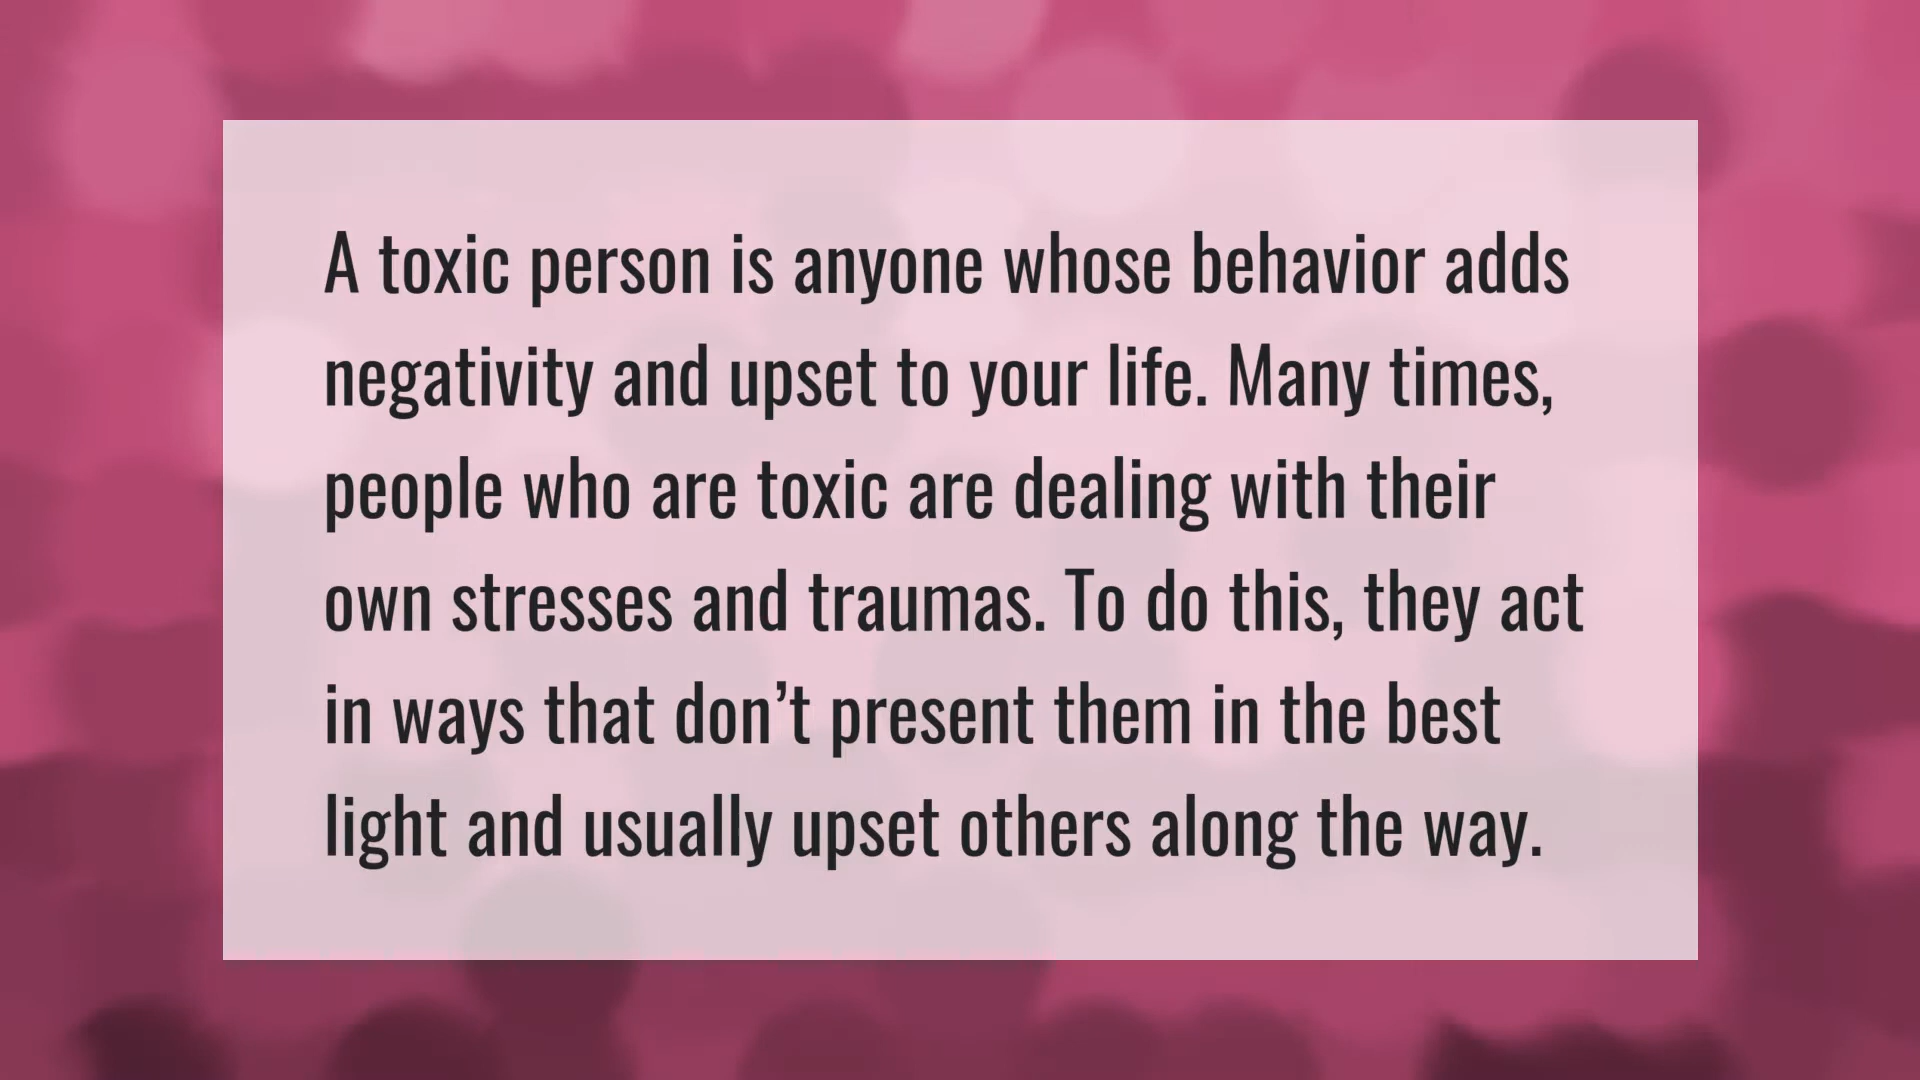 A toxic person is anyone whose behavior adds
negativity and upset to your life. Many times,
people who are toxic are dealing with their
own stresses and traumas. To do this, they act
in ways that don’t present them in the best
light and usually upset others along the way.